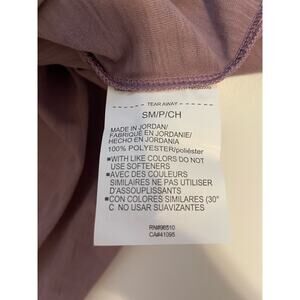 TEAR AWAY
SM/P/CH
MADE IN JORDAN/
FABRIQUÉ EN JORDANIE/
HECHO EN JORDANIA
100% POLYESTER/poliéster
■WITH LIKE COLORS DO NOT
USE SOFTENERS
■AVEC DES COULEURS
SIMILAIRES NE PAS UTILISER
D'ASSOUPLISSANTS
■CON COLORES SIMILARES (30°
C NO USAR SUAVIZANTES
RN#96510
CA#41095